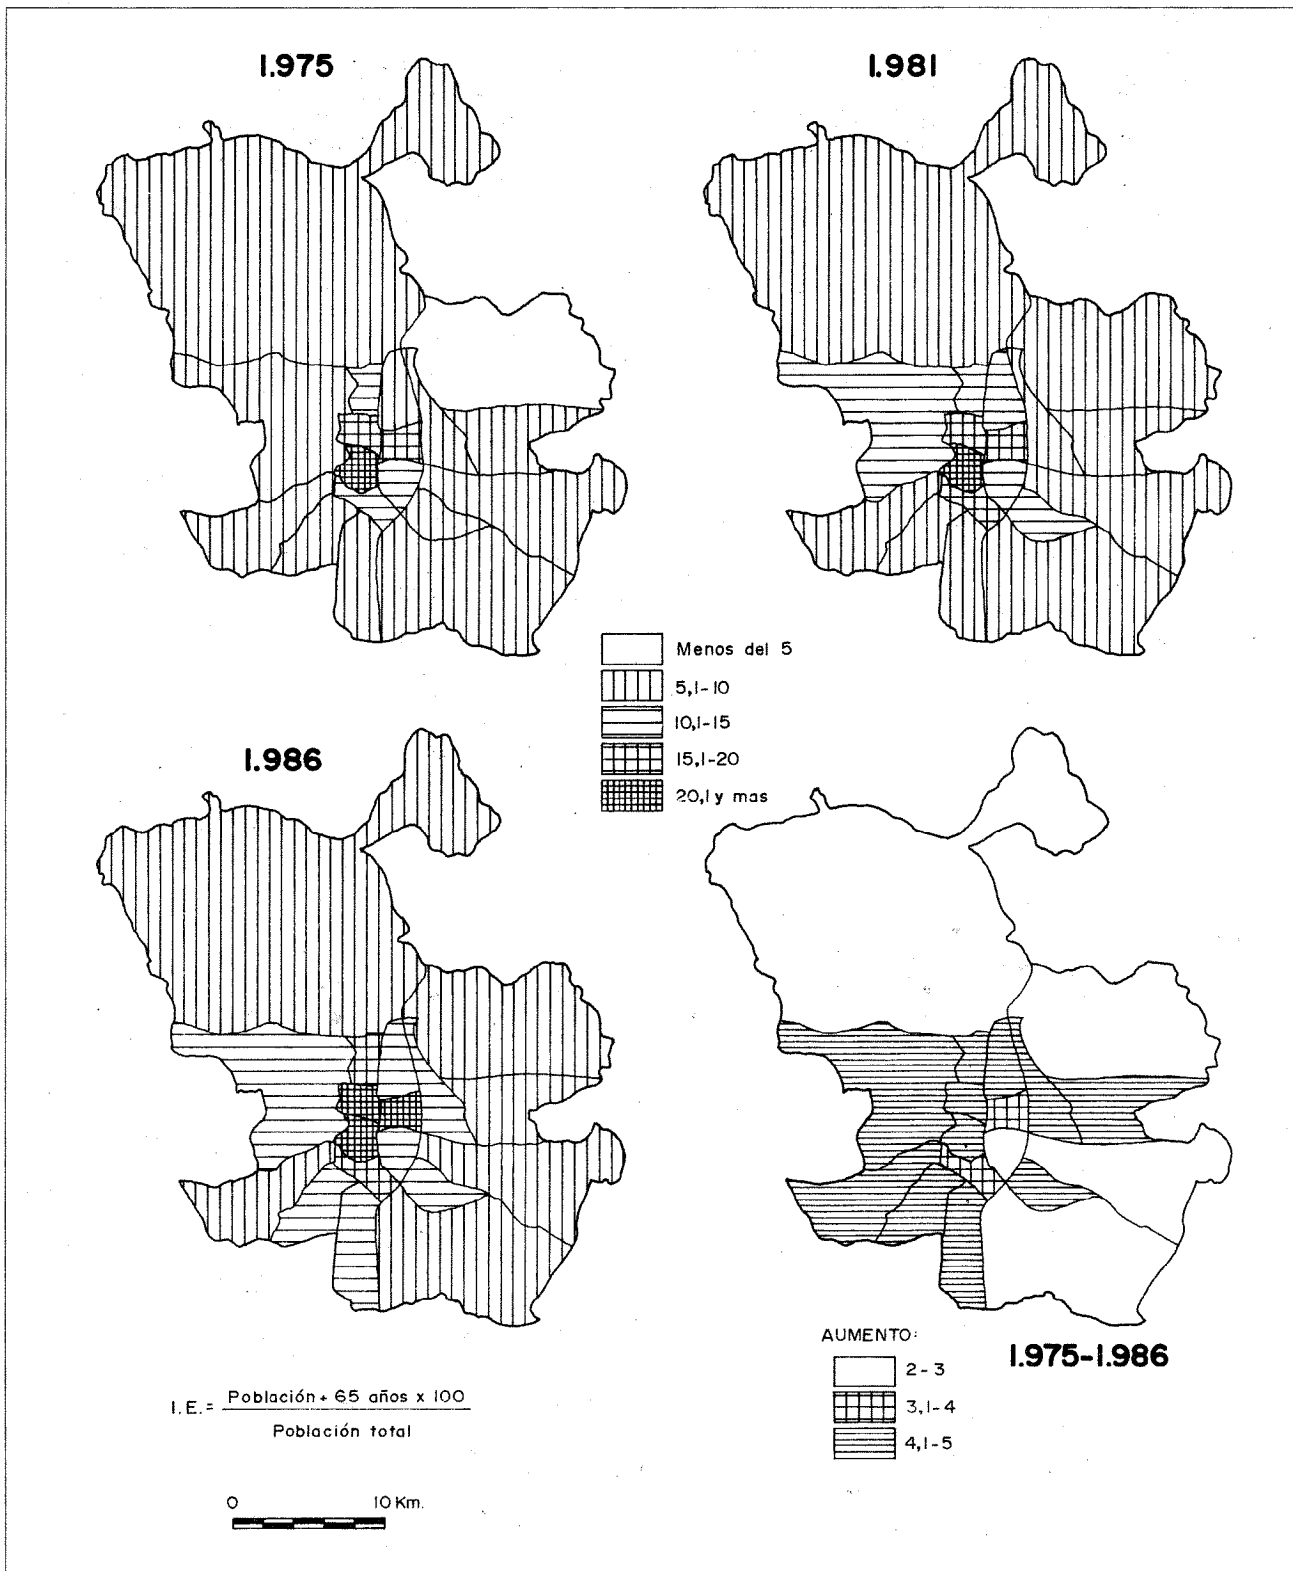 1.975
1.981
Menos del 5
5,1-10
10,1-15
15,1-20
20,1 y mas
1.986
AUMENTO:
1.975-1.986
2-3
3,1-4
4,1-5
I.E.= Población + 65 años x 100
Población total
0 10 Km.